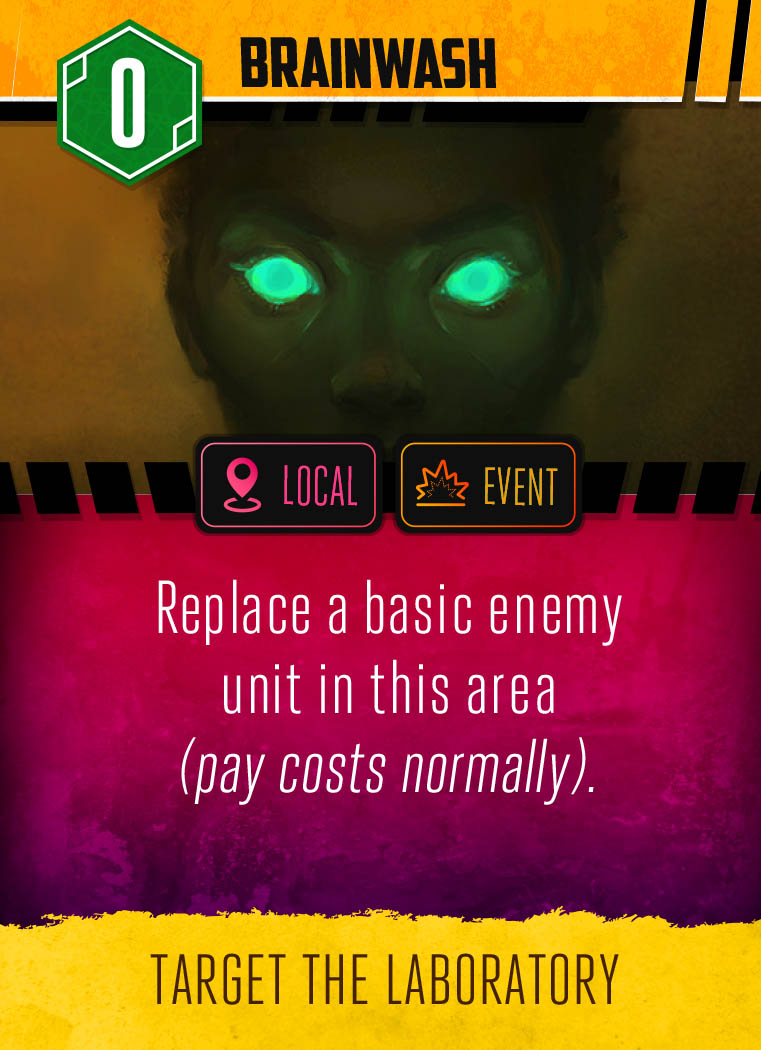 0
BRAINWASH
LOCAL
EVENT
Replace a basic enemy
unit in this area
(pay costs normally).
TARGET THE LABORATORY